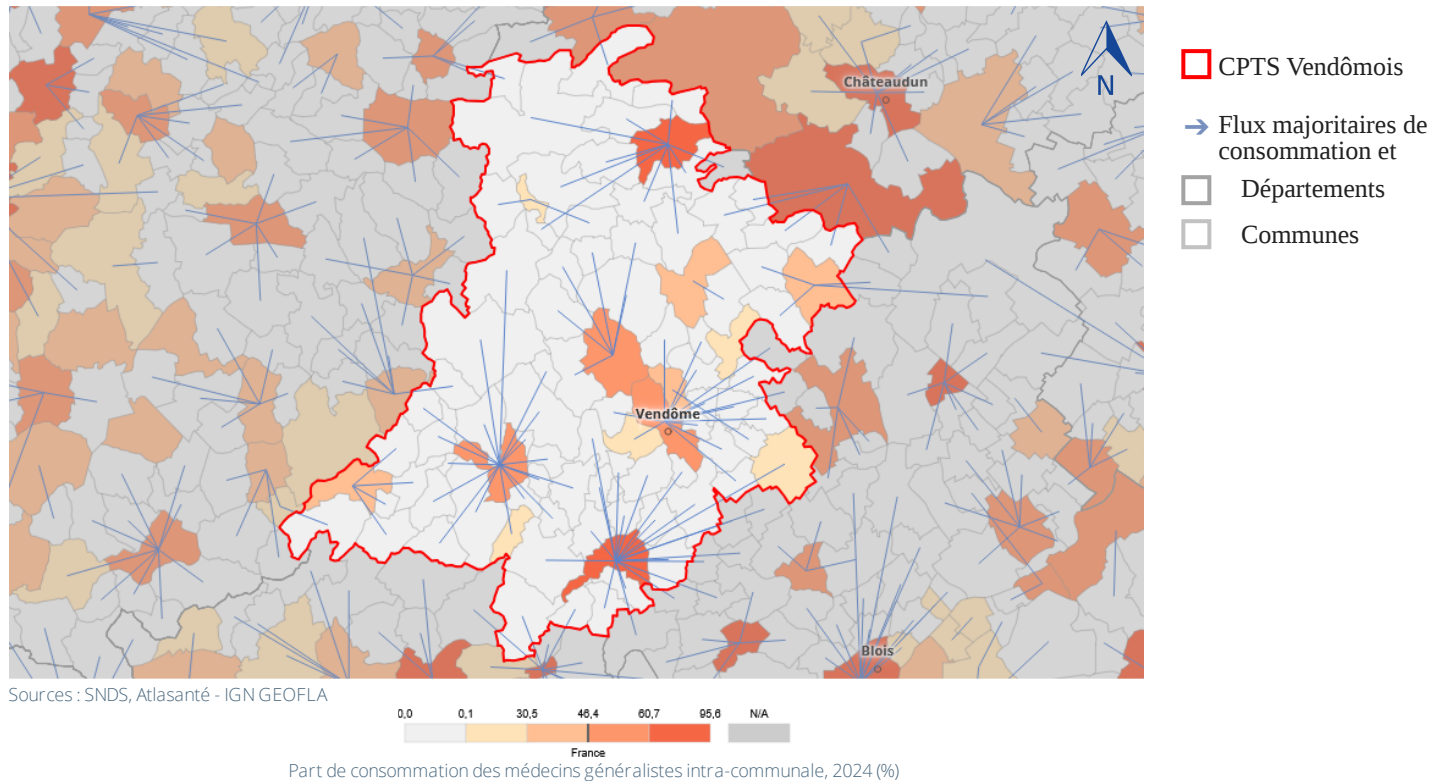 Châteaudun
N
Vendôme
Blois
CPTS Vendômois
Flux majoritaires de
consommation et
Départements
Communes
Sources : SNDS, Atlasanté - IGN GEOFLA
0,0 0,1 30,5 46,4 60,7 95,6 N/A
France
Part de consommation des médecins généralistes intra-communale, 2024 (%)